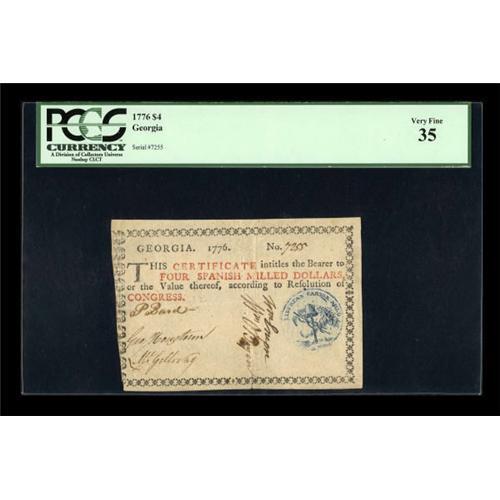 PCGS
CURRENCY
A Division of Collectors Universe
Nasdaq: CLCT
1776 $4
Georgia
Serial #7255
Very Fine
35
GEORGIA. 1776. No. 7255
THIS CERTIFICATE intitles the Bearer to
FOUR SPANISH MILLED DOLLARS,
or the Value thereof, according to Resolution of
CONGRESS.